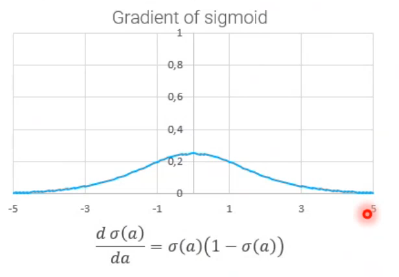 Gradient of sigmoid
1
0,8
0,6
0,4
0,2
0
-5 -3 -1 1 3 5
d σ(a)
da
= σ(a)(1 − σ(a))